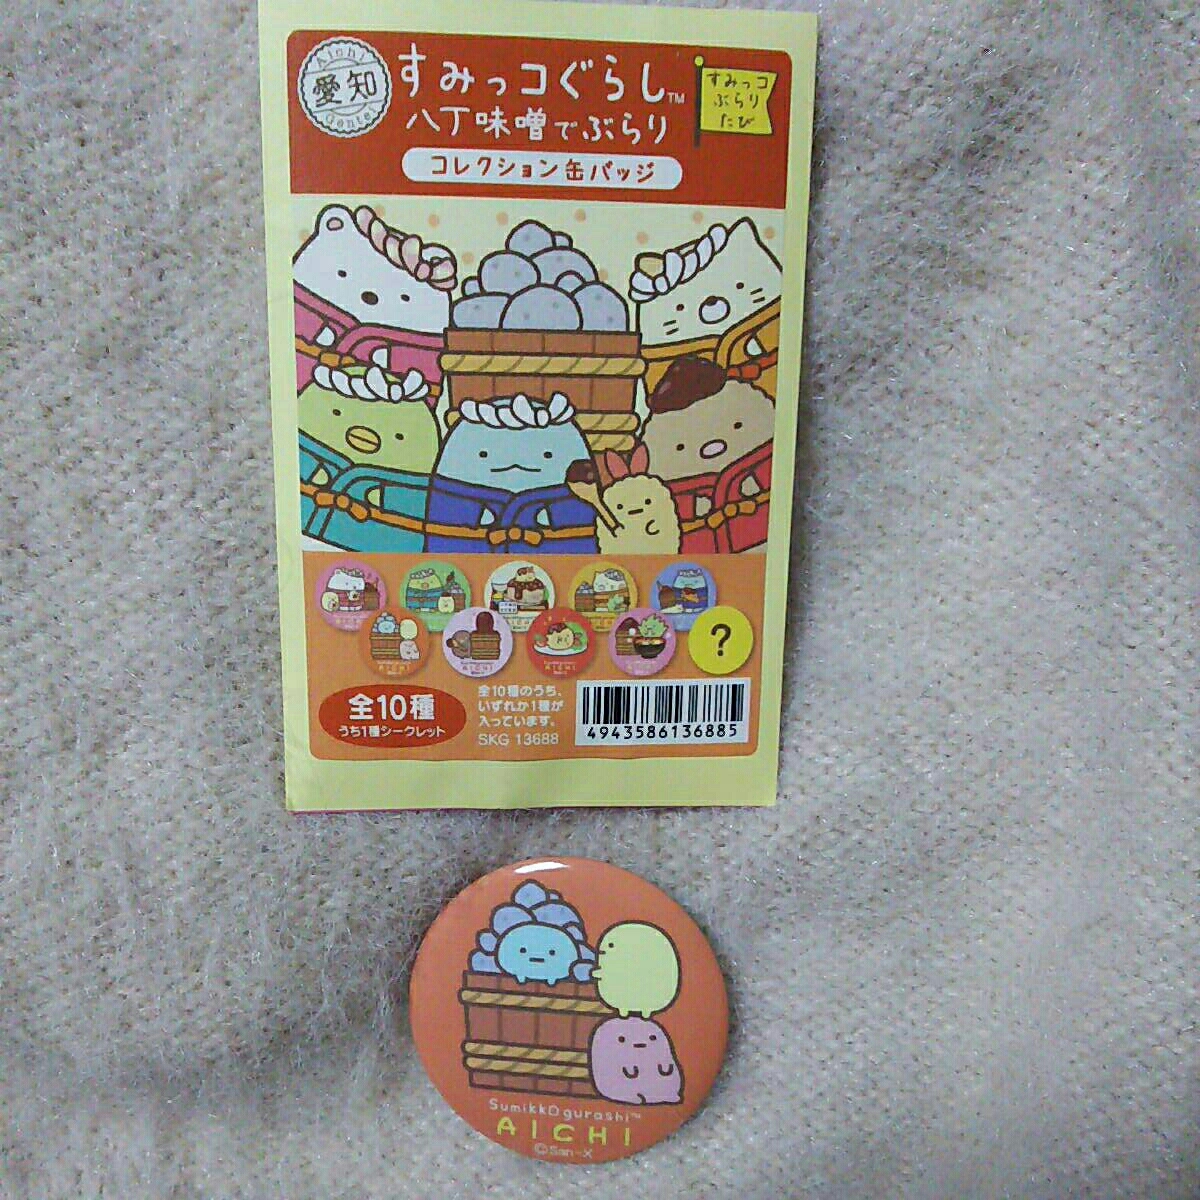 Aichi
愛知
Gentei
すみっコぐらし™
八丁味噌でぶらり
コレクション缶バッジ
すみっコ
ぶらり
たび
?
全10種
うち1種シークレット
全10種のうち、
いずれか1種が
入っています。
SKG 13688
4943586136885
Sumikkogurashi™
AICHI
©San-X